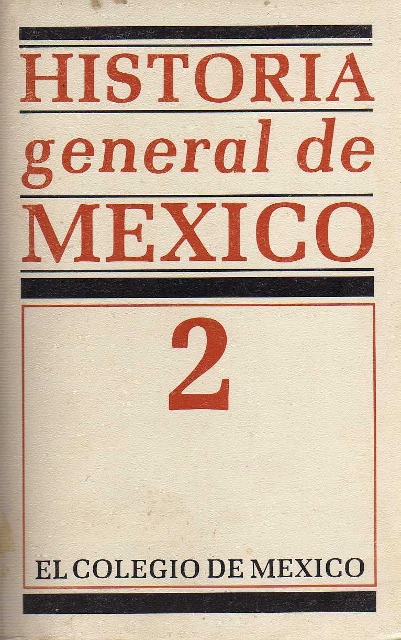 HISTORIA
general de
MEXICO
2
EL COLEGIO DE MEXICO